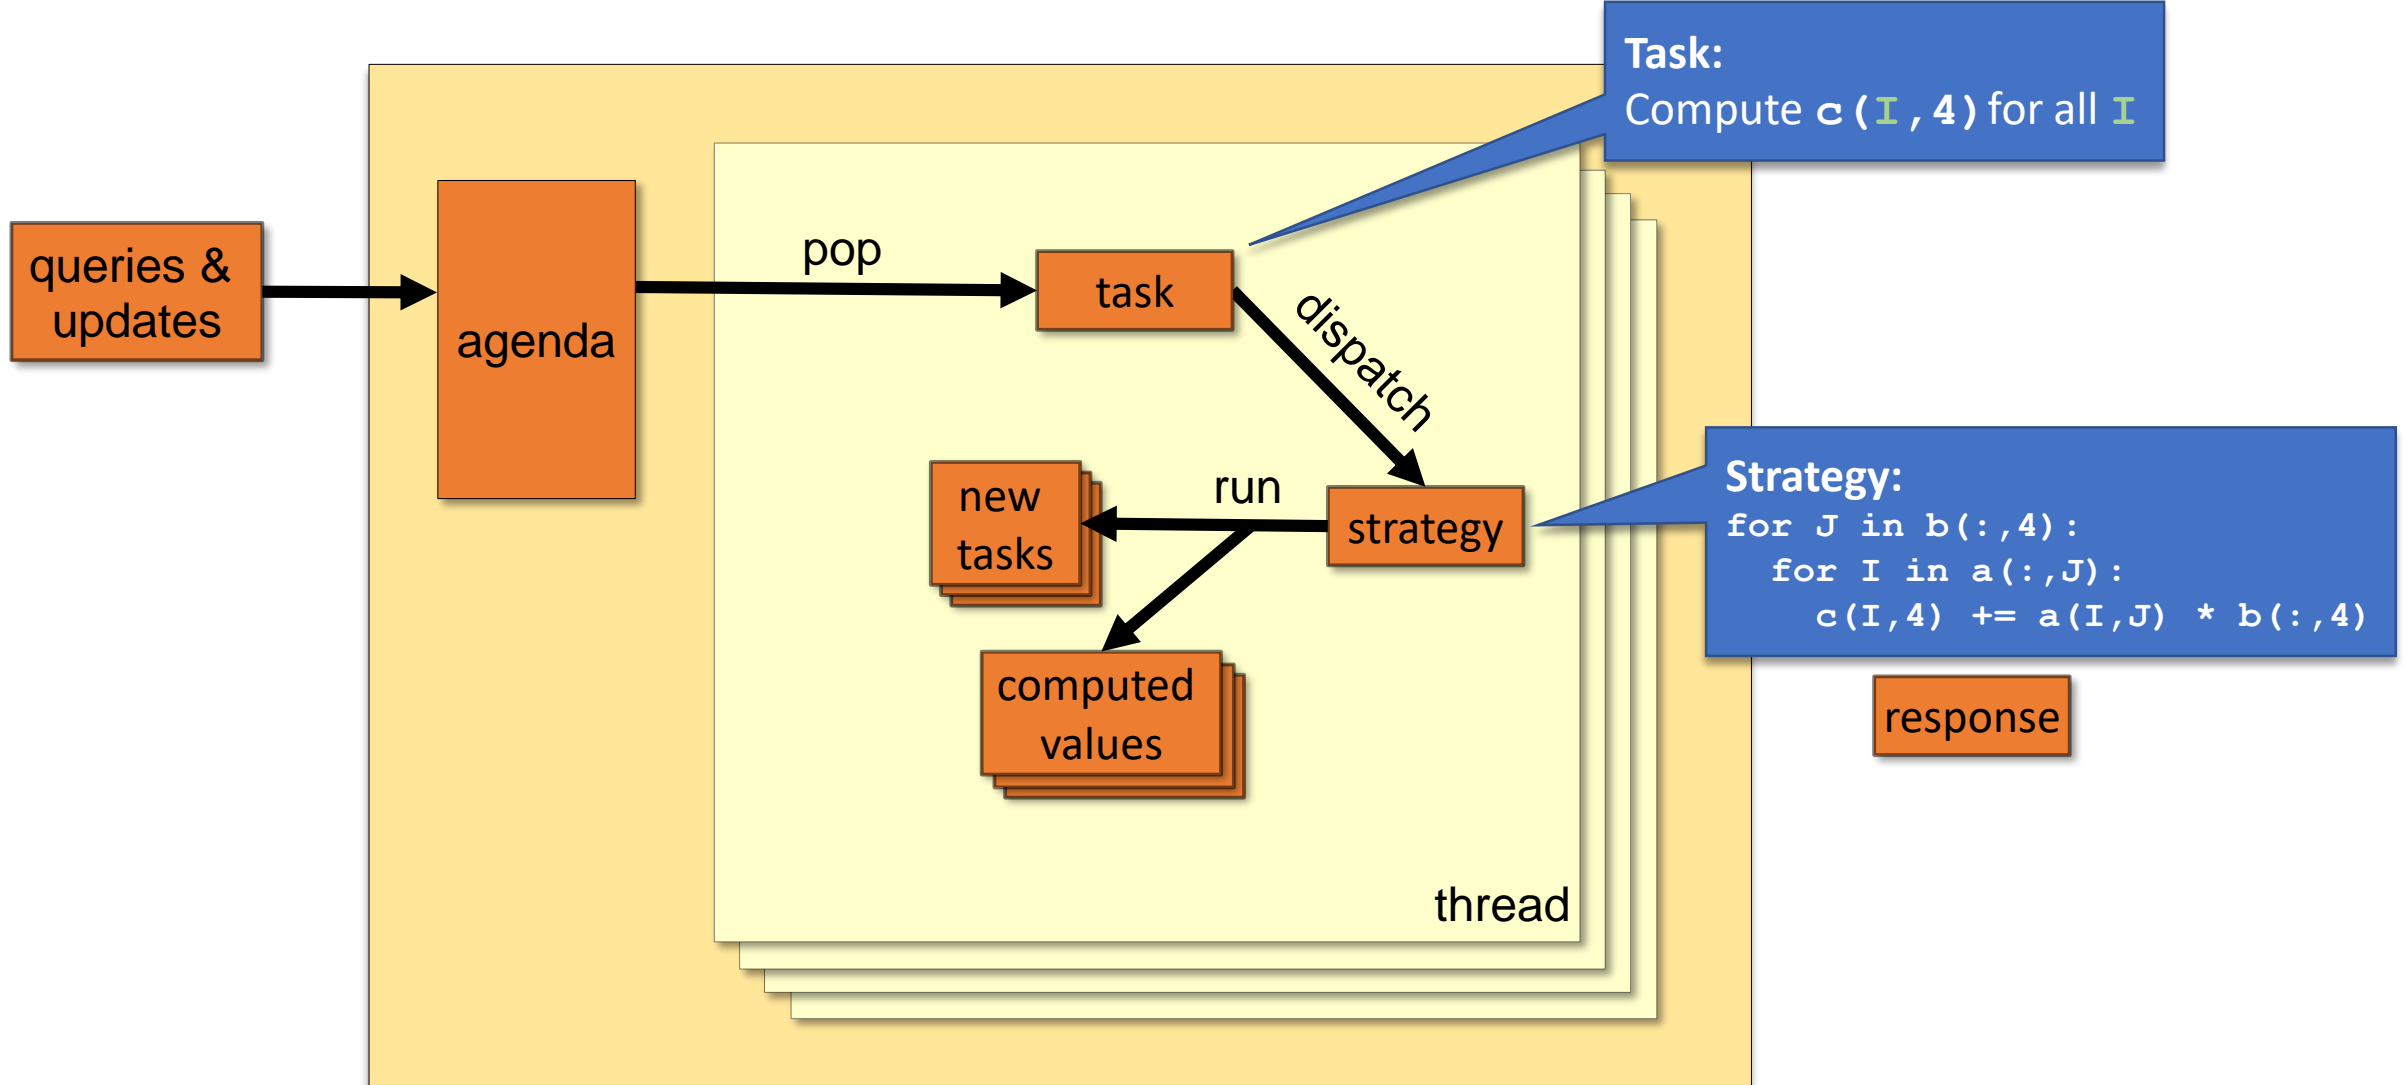 Task:
Compute c(I,4) for all I
queries &
updates
agenda
pop
task
dispatch
new
tasks
run
strategy
Strategy:
for J in b(:,4):
for I in a(:,J):
c(I,4) += a(I,J) * b(:,4)
computed
values
response
thread